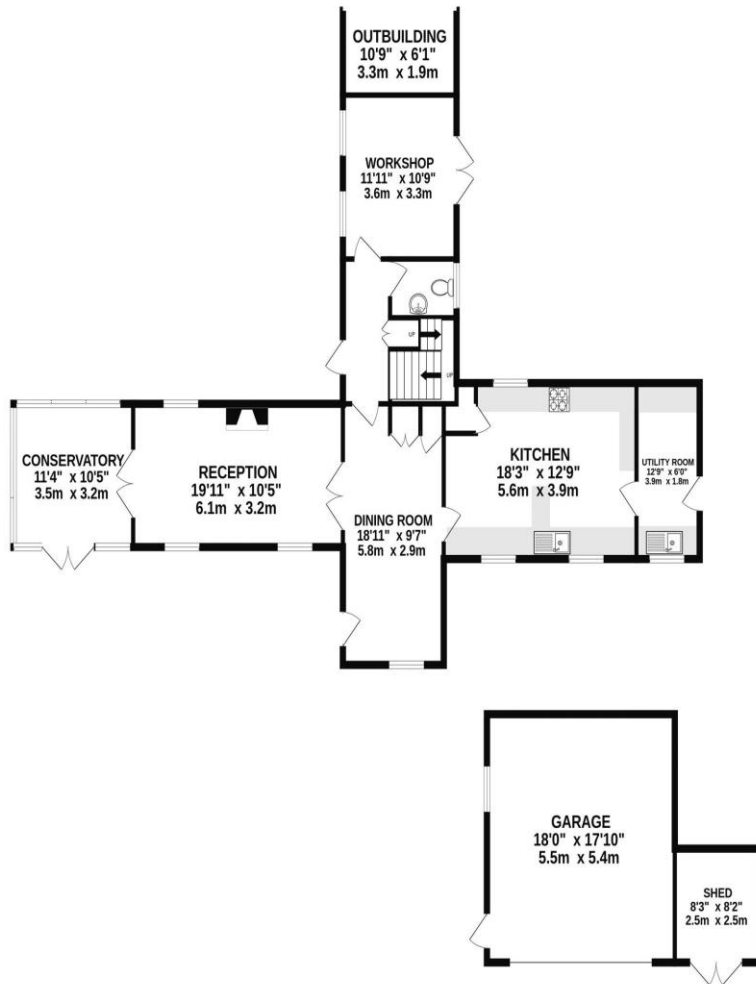 OUTBUILDING
10'9" x 6'1"
3.3m x 1.9m
WORKSHOP
11'11" x 10'9"
3.6m x 3.3m
UP
UP
CONSERVATORY
11'4" x 10'5"
3.5m x 3.2m
RECEPTION
19'11" x 10'5"
6.1m x 3.2m
DINING ROOM
18'11" x 9'7"
5.8m x 2.9m
KITCHEN
18'3" x 12'9"
5.6m x 3.9m
UTILITY ROOM
12'9" x 6'0"
3.9m x 1.8m
GARAGE
18'0" x 17'10"
5.5m x 5.4m
SHED
8'3" x 8'2"
2.5m x 2.5m